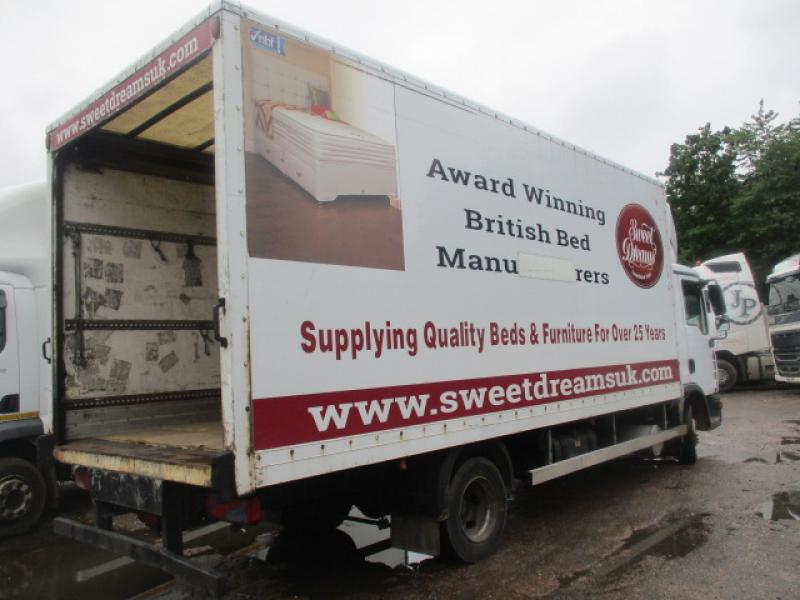 www.sweetdreamsuk.com
nbf
Award Winning
British Bed
Manu rers
Sweet
Dreams
Supplying Quality Beds & Furniture For Over 25 Years
www.sweetdreamsuk.com
JP